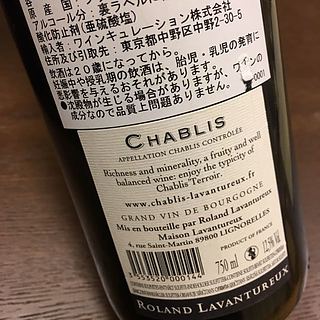 アルコール分
酸化防止剤(亜硫酸塩)
輸入者:ワインキュレーション株式会社
住所及び引取先:東京都中野区中野2-30-5
飲酒は20歳になってから。
妊娠中や授乳期の飲酒は、胎児・乳児の発育に
影響を与えるおそれがあります。
沈殿物が生じる場合がありますが、ワインの
成分なので品質上問題ありません。
CHABLIS
APPELLATION CHABLIS CONTRÔLÉE
Richness and minerality, a fruity and well
balanced wine: enjoy the typicity of
Chablis Terroir.
www.chablis-lavantureux.fr
GRAND VIN DE BOURGOGNE
Mis en bouteille par Roland Lavantureux
Maison Lavantureux
4, rue Saint-Martin 89800 LIGNORELLES
PRODUCT OF FRANCE
750 ml 12.5% vol.
3 553520 000144
ROLAND LAVANTUREUX